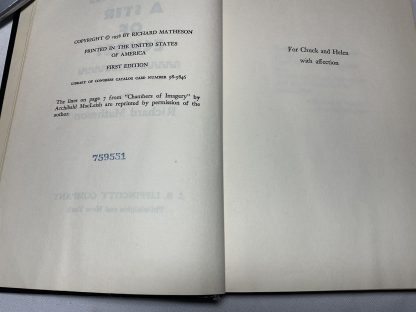 COPYRIGHT © 1958 BY RICHARD MATHESON
PRINTED IN THE UNITED STATES
OF AMERICA
FIRST EDITION
LIBRARY OF CONGRESS CATALOG CARD NUMBER 58-5846
The lines on page 7 from "Chambers of Imagery" by
Archibald MacLeish are reprinted by permission of the
author.
759551
For Chuck and Helen
with affection